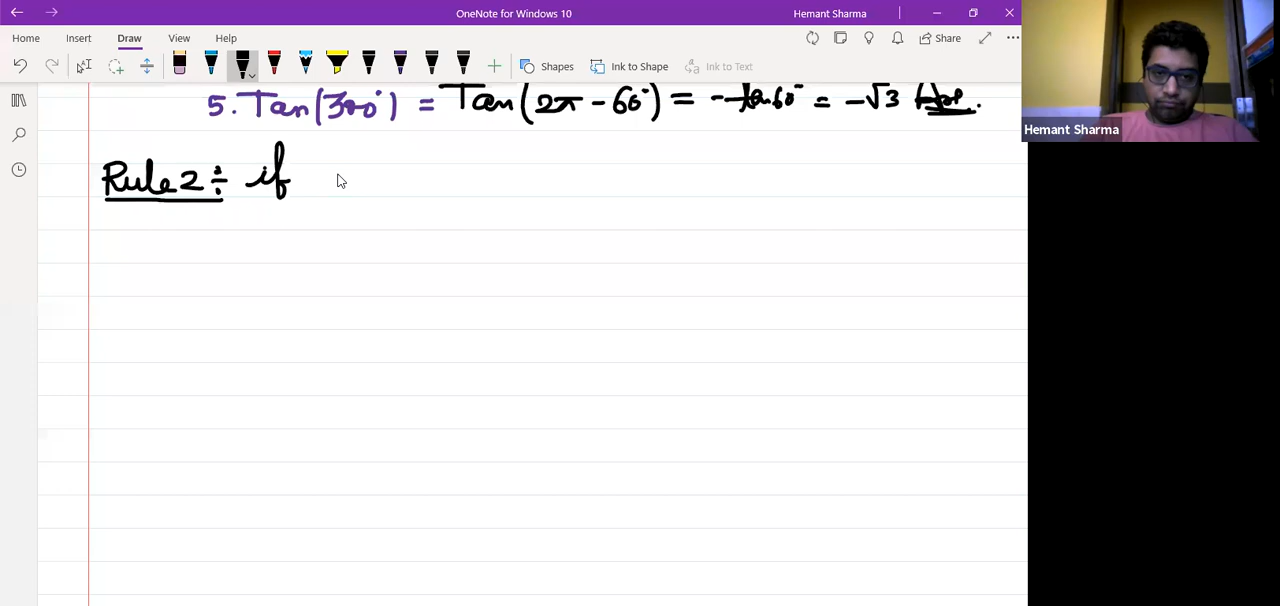 OneNote for Windows 10
Hemant Sharma
Home Insert Draw View Help
Share
Shapes Ink to Shape Ink to Text
5. Tan(300°) = Tan(2π - 60°) = - tan60° = -√3
Rule 2 ÷ if
Hemant Sharma